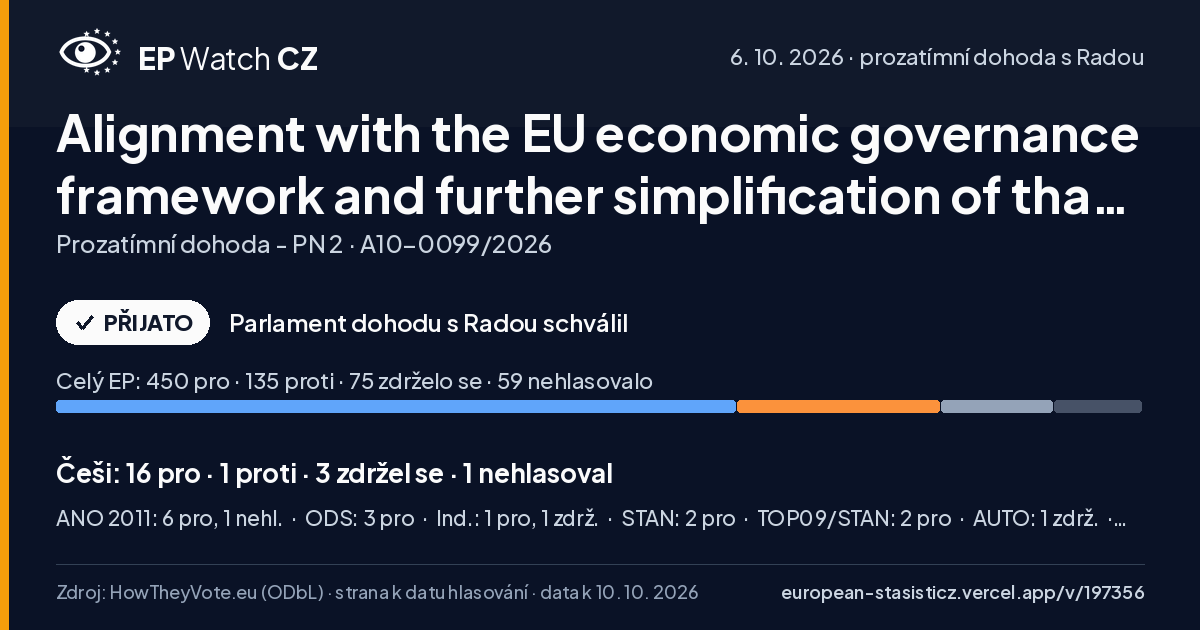 EP Watch CZ
6. 10. 2026 · prozatímní dohoda s Radou
Alignment with the EU economic governance
framework and further simplification of tha…
Prozatímní dohoda – PN 2 · A10–0099/2026
✓ PŘIJATO Parlament dohodu s Radou schválil
Celý EP: 450 pro · 135 proti · 75 zdrželo se · 59 nehlasovalo
Češi: 16 pro · 1 proti · 3 zdržel se · 1 nehlasoval
ANO 2011: 6 pro, 1 nehl. · ODS: 3 pro · Ind.: 1 pro, 1 zdrž. · STAN: 2 pro · TOP09/STAN: 2 pro · AUTO: 1 zdrž. ·…
Zdroj: HowTheyVote.eu (ODbL) · strana k datu hlasování · data k 10. 10. 2026
european-stasisticz.vercel.app/v/197356